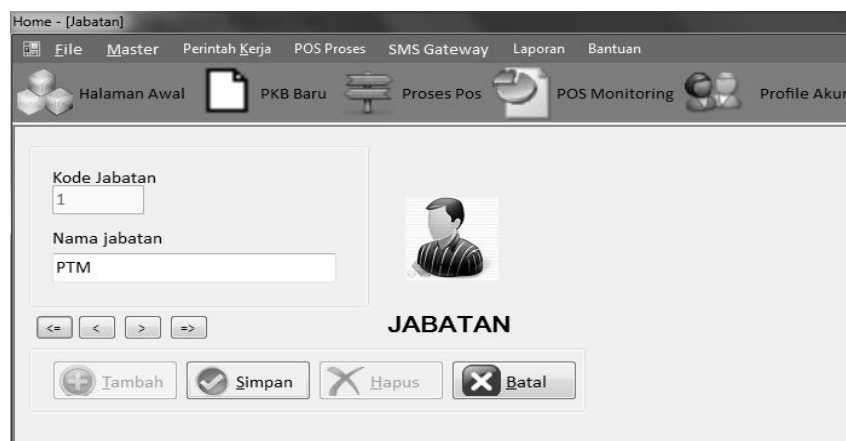 Home - [Jabatan]
File Master Perintah Kerja POS Proses SMS Gateway Laporan Bantuan
Halaman Awal PKB Baru Proses Pos POS Monitoring Profile Akun
Kode Jabatan
1
Nama jabatan
PTM
<= < > =>
JABATAN
Tambah Simpan Hapus Batal